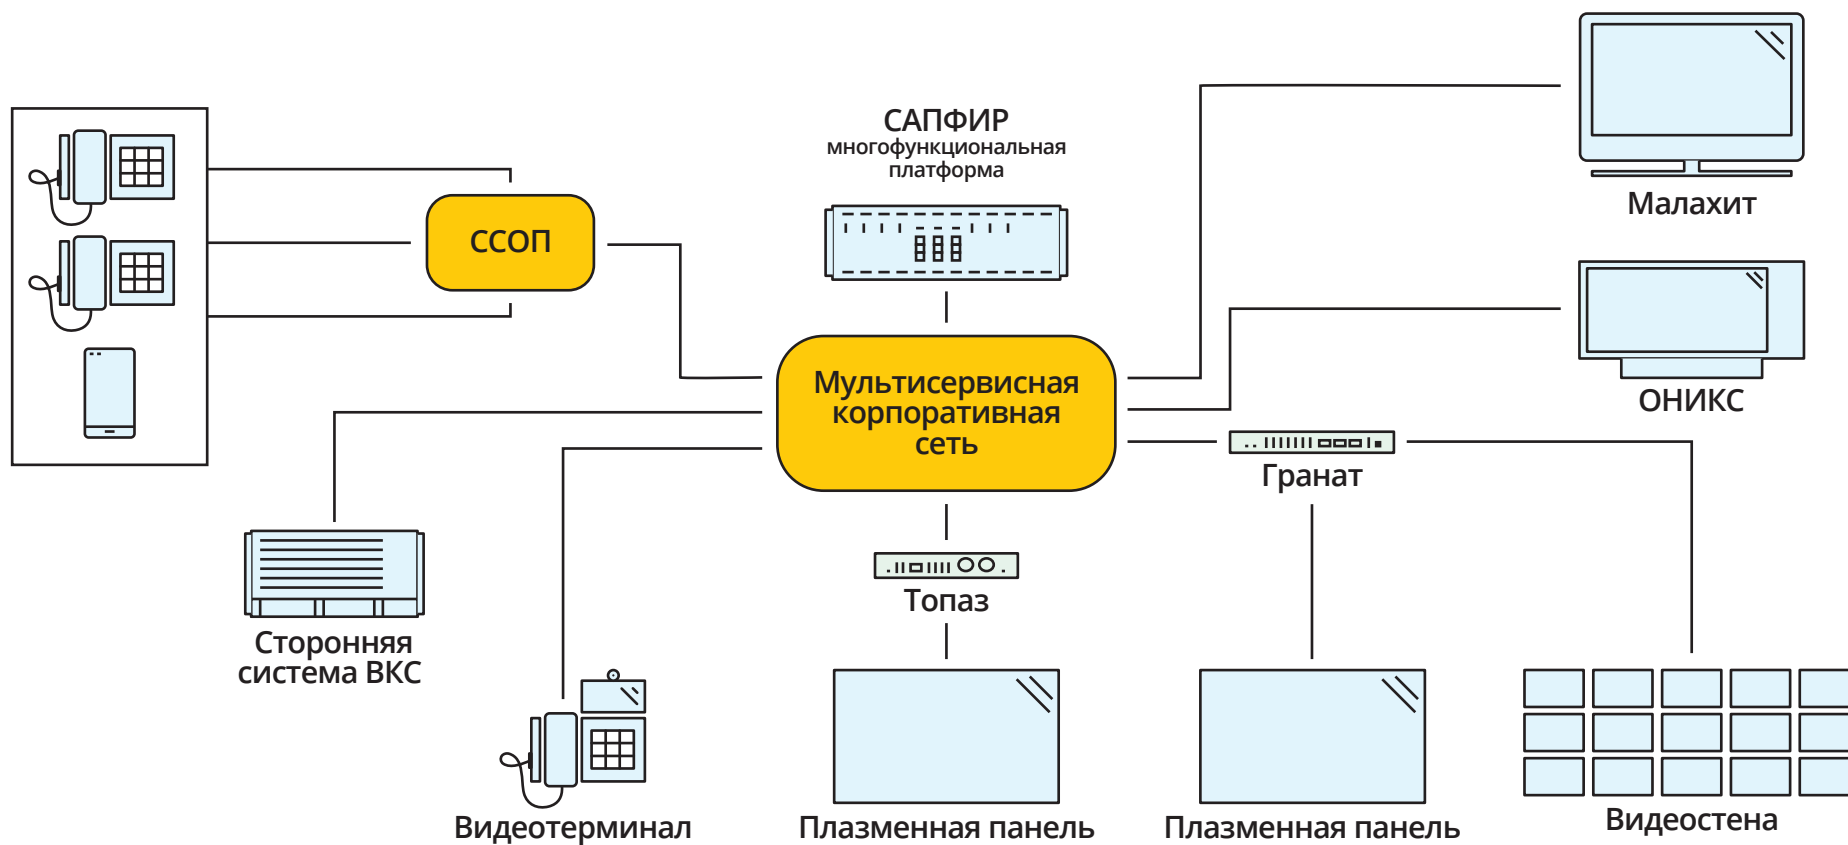 САПФИР
многофункциональная
платформа
Малахит
ССОП
ОНИКС
Мультисервисная
корпоративная
сеть
Гранат
Топаз
Сторонняя
система ВКС
Видеотерминал
Плазменная панель
Плазменная панель
Видеостена